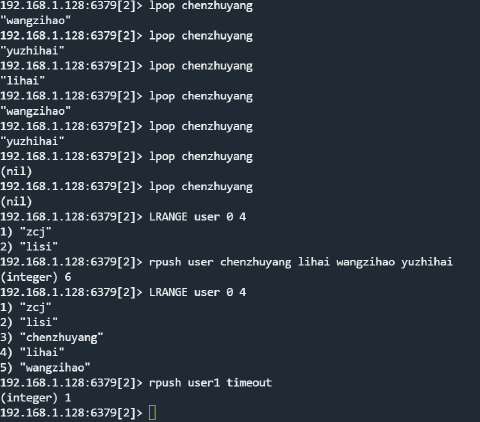 192.168.1.128:6379[2]> lpop chenzhuyang
"wangzihao"
192.168.1.128:6379[2]> lpop chenzhuyang
"yuzhihai"
192.168.1.128:6379[2]> lpop chenzhuyang
"lihai"
192.168.1.128:6379[2]> lpop chenzhuyang
"wangzihao"
192.168.1.128:6379[2]> lpop chenzhuyang
"yuzhihai"
192.168.1.128:6379[2]> lpop chenzhuyang
(nil)
192.168.1.128:6379[2]> lpop chenzhuyang
(nil)
192.168.1.128:6379[2]> LRANGE user 0 4
1) "zcj"
2) "lisi"
192.168.1.128:6379[2]> rpush user chenzhuyang lihai wangzihao yuzhihai
(integer) 6
192.168.1.128:6379[2]> LRANGE user 0 4
1) "zcj"
2) "lisi"
3) "chenzhuyang"
4) "lihai"
5) "wangzihao"
192.168.1.128:6379[2]> rpush user1 timeout
(integer) 1
192.168.1.128:6379[2]>